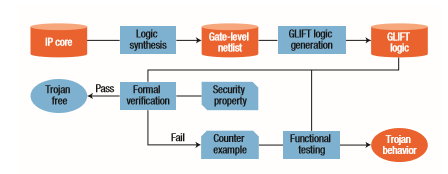 IP core
Logic
synthesis
Gate-level
netlist
GLIFT logic
generation
GLIFT
logic
Trojan
free
Pass
Formal
verification
Security
property
Fail
Counter
example
Functional
testing
Trojan
behavior